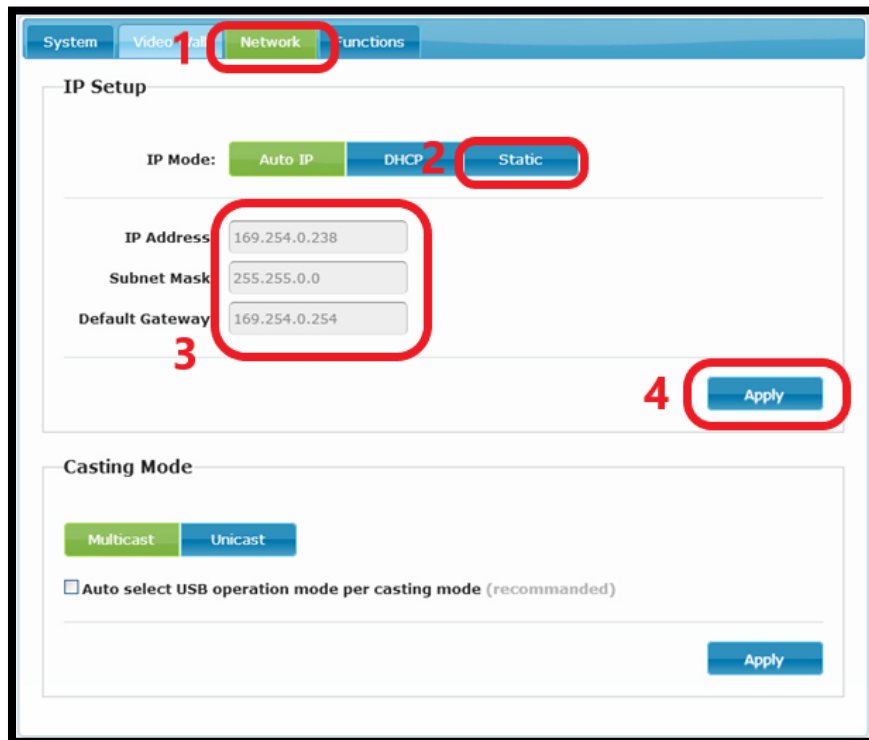 System Video Wall Network Functions
1
IP Setup
IP Mode: Auto IP DHCP Static
2
IP Address 169.254.0.238
Subnet Mask 255.255.0.0
Default Gateway 169.254.0.254
3
4 Apply
Casting Mode
Multicast Unicast
Auto select USB operation mode per casting mode (recommanded)
Apply